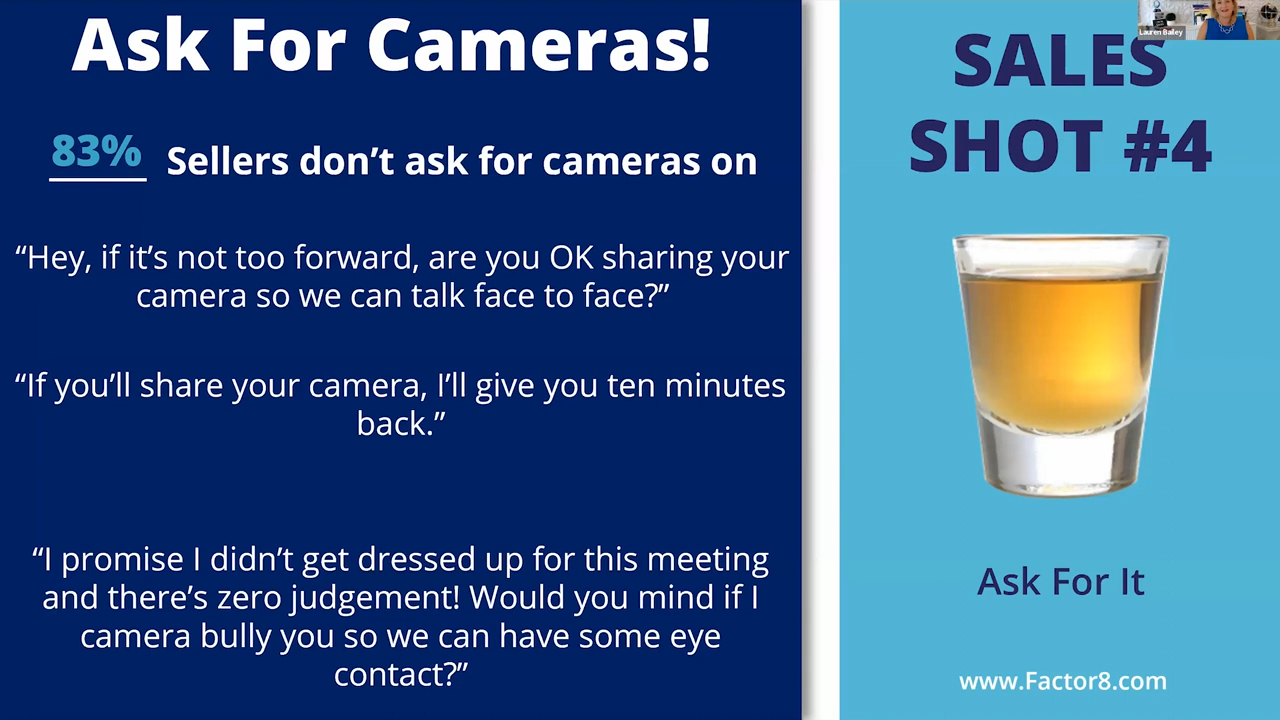 Ask For Cameras!
83% Sellers don’t ask for cameras on
“Hey, if it’s not too forward, are you OK sharing your
camera so we can talk face to face?”
“If you’ll share your camera, I’ll give you ten minutes
back.”
“I promise I didn’t get dressed up for this meeting
and there’s zero judgement! Would you mind if I
camera bully you so we can have some eye
contact?”
Lauren Bailey
SALES
SHOT #4
Ask For It
www.Factor8.com